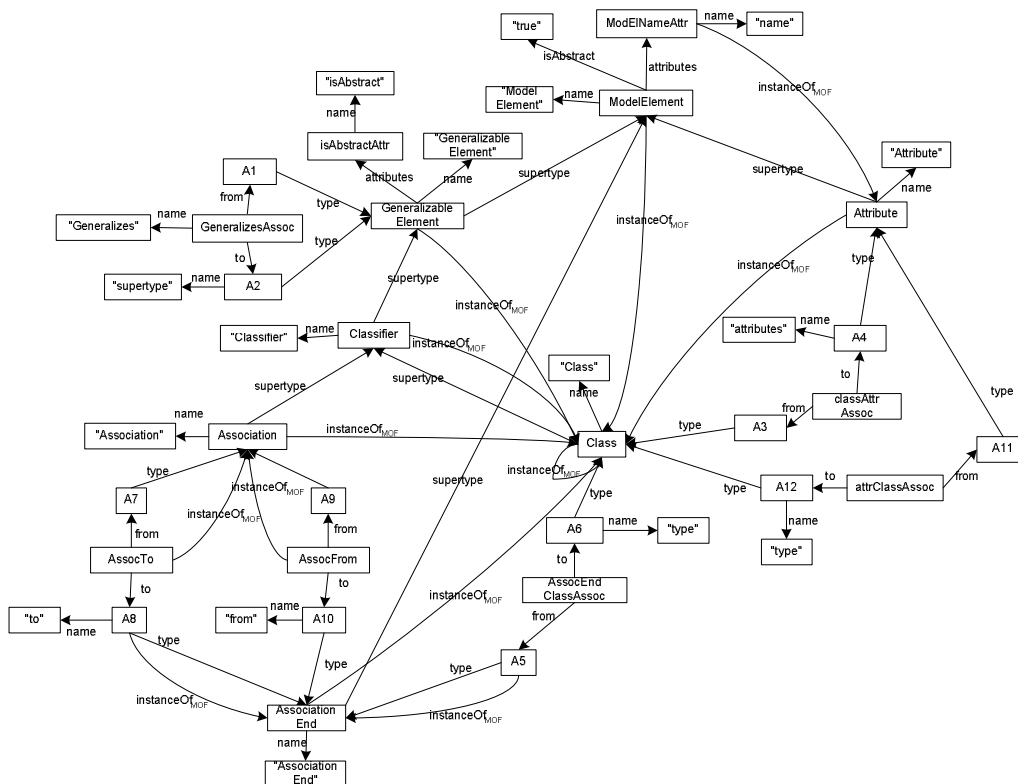 ModElNameAttr
name
"name"
"true"
isAbstract
attributes
instanceOfMOF
"isAbstract"
"Model
Element"
name
ModelElement
name
isAbstractAttr
"Generalizable
Element"
"Attribute"
attributes
name
supertype
supertype
name
A1
from
type
Generalizable
Element
Attribute
"Generalizes"
name
GeneralizesAssoc
instanceOfMOF
to
type
type
"supertype"
name
A2
supertype
instanceOfMOF
instanceOfMOF
"Classifier"
name
Classifier
instanceOfMOF
"attributes"
name
A4
"Class"
name
to
supertype
supertype
from
classAttr
Assoc
type
name
"Association"
Association
instanceOfMOF
Class
type
A3
A11
type
instanceOfMOF
instanceOfMOF
supertype
type
type
A12
to
attrClassAssoc
from
A7
A9
instanceOfMOF
A6
name
"type"
name
from
from
to
"type"
AssocTo
AssocFrom
AssocEnd
ClassAssoc
to
to
instanceOfMOF
"to"
name
A8
"from"
name
A10
from
type
type
type
A5
instanceOfMOF
Association
End
instanceOfMOF
name
"Association
End"